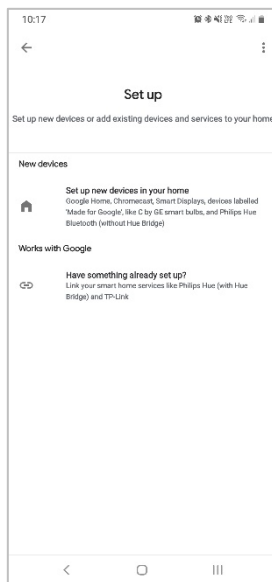 10:17
Set up
Set up new devices or add existing devices and services to your home
New devices
Set up new devices in your home
Google Home, Chromecast, Smart Displays, devices labelled
'Made for Google', like C by GE smart bulbs, and Philips Hue
Bluetooth (without Hue Bridge)
Works with Google
Have something already set up?
Link your smart home services like Philips Hue (with Hue
Bridge) and TP-Link